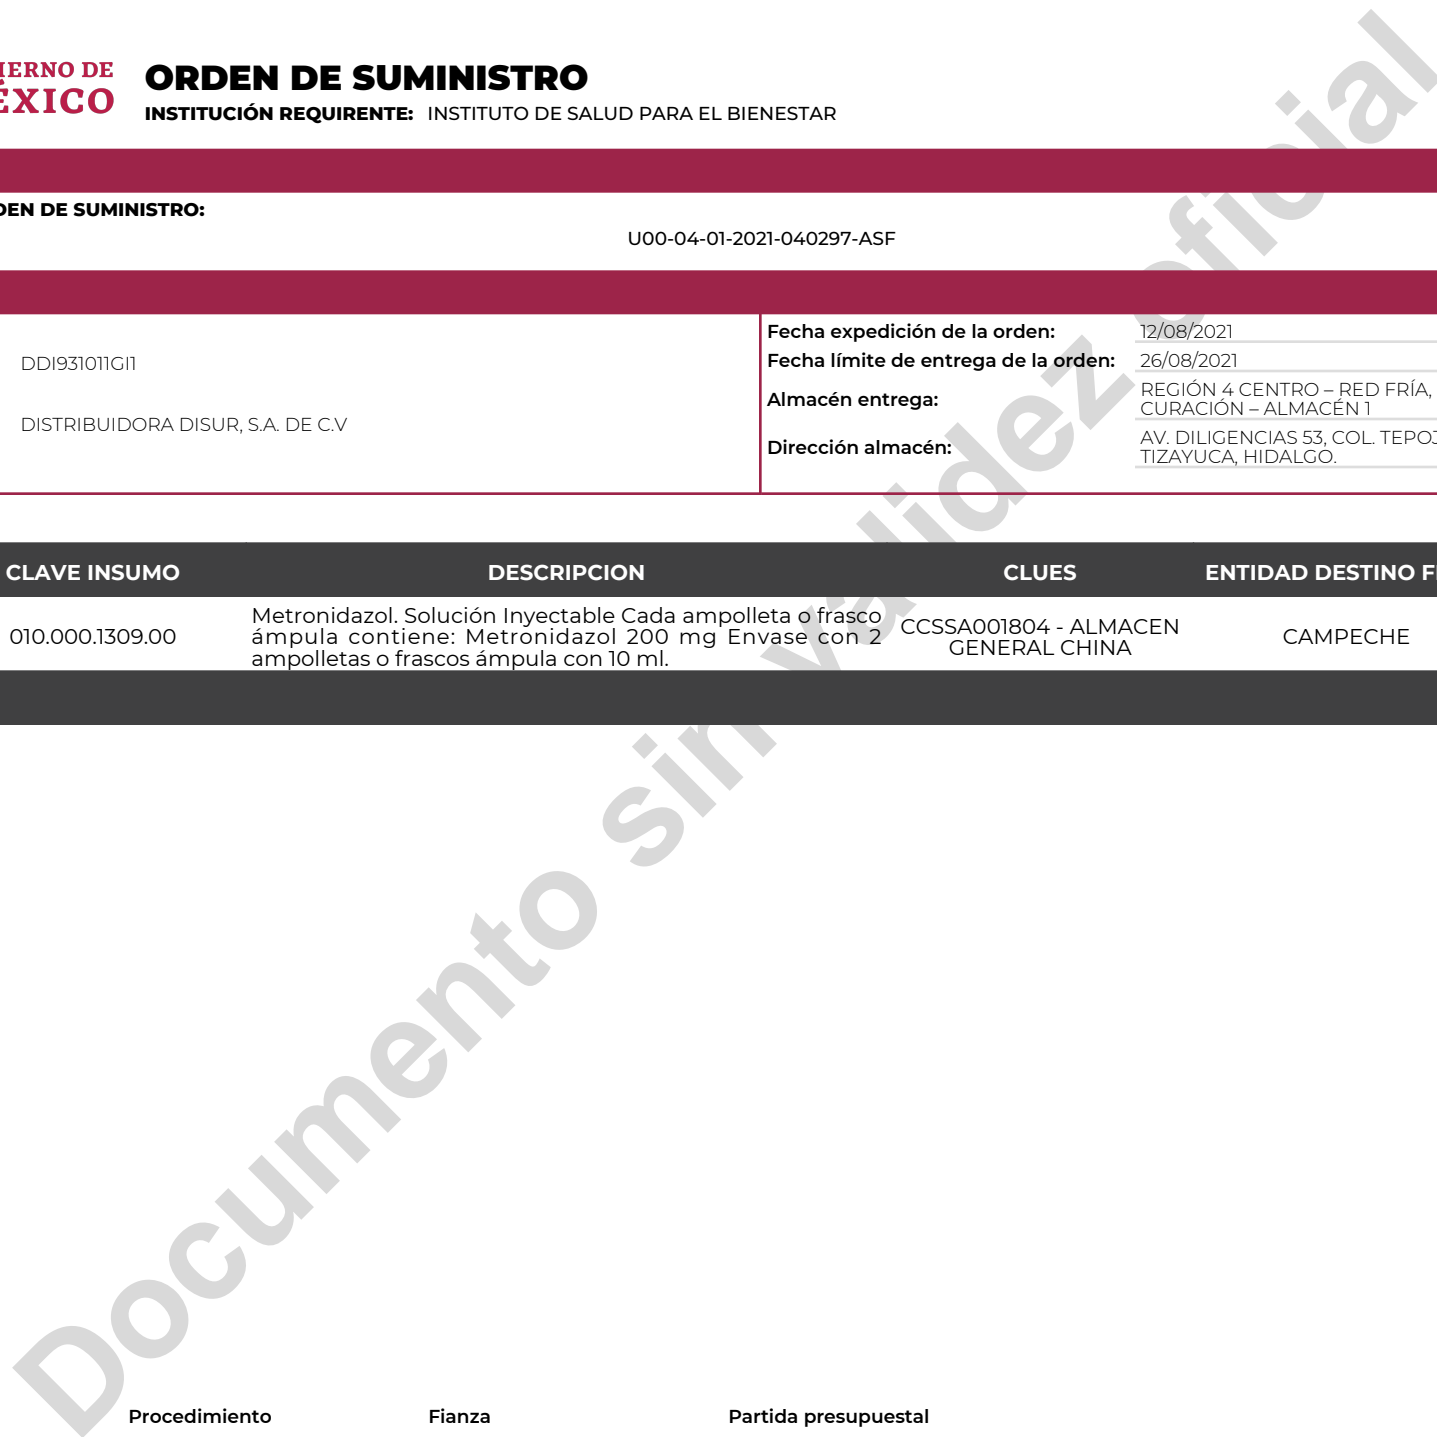 IERNO DE
ÉXICO
ORDEN DE SUMINISTRO
INSTITUCIÓN REQUIRENTE: INSTITUTO DE SALUD PARA EL BIENESTAR
DEN DE SUMINISTRO:
U00-04-01-2021-040297-ASF
DDI931011GI1
DISTRIBUIDORA DISUR, S.A. DE C.V
Fecha expedición de la orden: 12/08/2021
Fecha límite de entrega de la orden: 26/08/2021
Almacén entrega: REGIÓN 4 CENTRO – RED FRÍA,
CURACIÓN – ALMACÉN 1
Dirección almacén: AV. DILIGENCIAS 53, COL. TEPOJ
TIZAYUCA, HIDALGO.
CLAVE INSUMO DESCRIPCION CLUES ENTIDAD DESTINO F
010.000.1309.00
Metronidazol. Solución Inyectable Cada ampolleta o frasco
ámpula contiene: Metronidazol 200 mg Envase con 2
ampolletas o frascos ámpula con 10 ml.
CCSSA001804 - ALMACEN
GENERAL CHINA
CAMPECHE
Documento sin validez oficial
Procedimiento Fianza Partida presupuestal